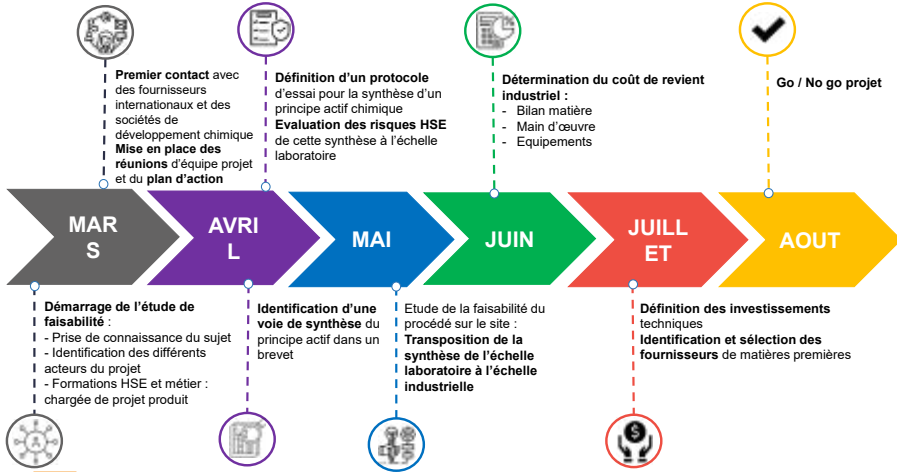 Premier contact avec
des fournisseurs
internationaux et des
sociétés de
développement chimique
Mise en place des
réunions d'équipe projet
et du plan d'action
Définition d'un protocole
d'essai pour la synthèse d'un
principe actif chimique
Evaluation des risques HSE
de cette synthèse à l'échelle
laboratoire
Détermination du coût de revient
industriel :
- Bilan matière
- Main d'œuvre
- Equipements
Go / No go projet
MAR
S
AVRI
L
MAI
JUIN
JUILL
ET
AOUT
Démarrage de l'étude de
faisabilité :
- Prise de connaissance du sujet
- Identification des différents
acteurs du projet
- Formations HSE et métier :
chargée de projet produit
Identification d'une
voie de synthèse du
principe actif dans un
brevet
Etude de la faisabilité du
procédé sur le site :
Transposition de la
synthèse de l'échelle
laboratoire à l'échelle
industrielle
Définition des investissements
techniques
Identification et sélection des
fournisseurs de matières premières